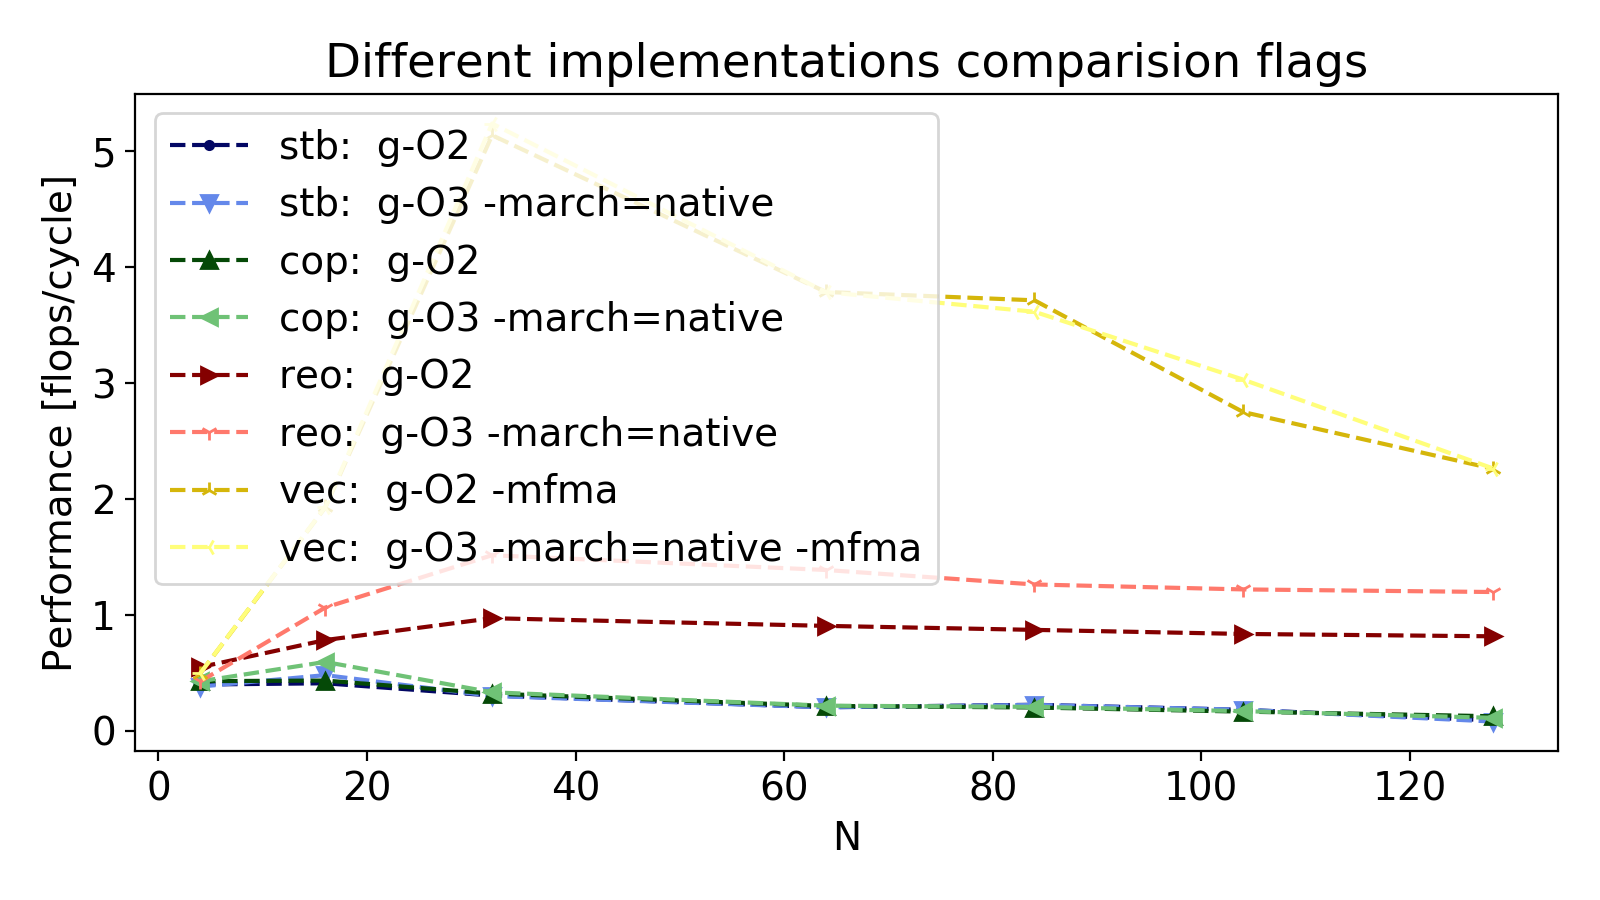 Different implementations comparision flags
Performance [flops/cycle]
5
4
3
2
1
0
stb: g-O2
stb: g-O3 -march=native
cop: g-O2
cop: g-O3 -march=native
reo: g-O2
reo: g-O3 -march=native
vec: g-O2 -mfma
vec: g-O3 -march=native -mfma
0 20 40 60 80 100 120
N